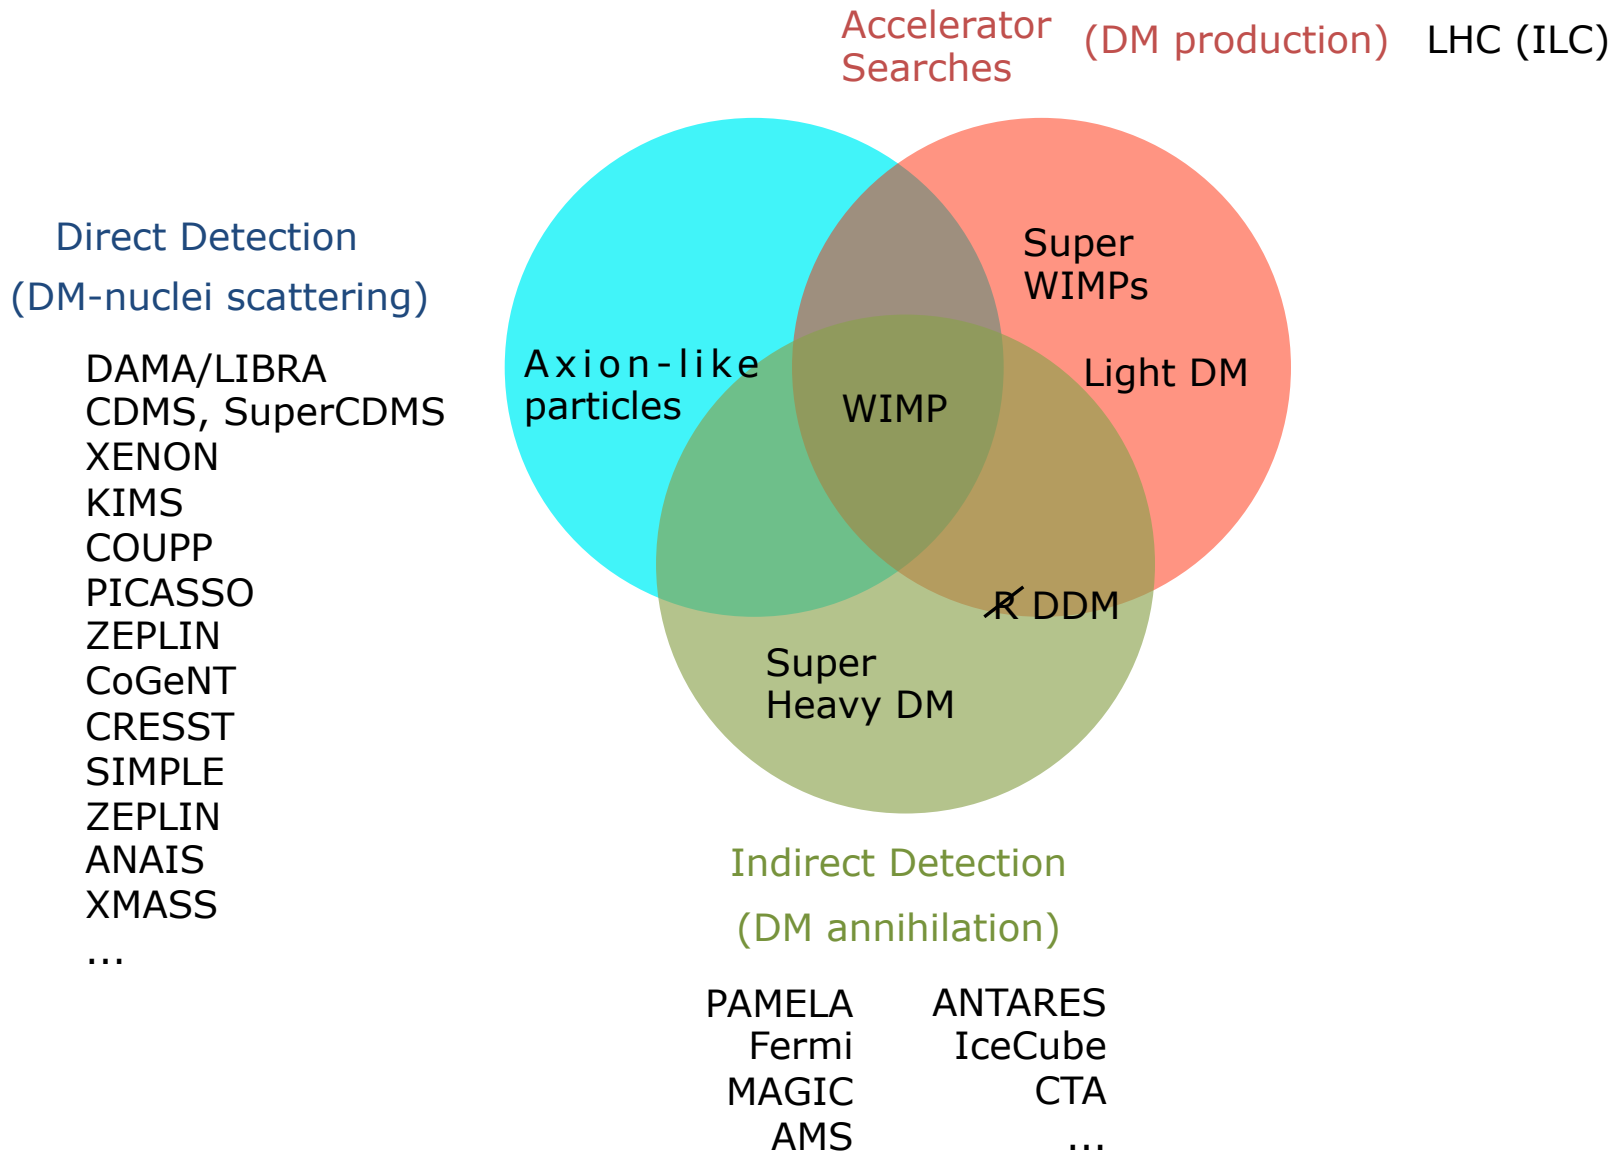 Accelerator
Searches
(DM production)
LHC (ILC)
Direct Detection
(DM-nuclei scattering)
DAMA/LIBRA
CDMS, SuperCDMS
XENON
KIMS
COUPP
PICASSO
ZEPLIN
CoGeNT
CRESST
SIMPLE
ZEPLIN
ANAIS
XMASS
...
Axion-like
particles
Super
WIMPs
Light DM
WIMP
R̸ DDM
Super
Heavy DM
Indirect Detection
(DM annihilation)
PAMELA
Fermi
MAGIC
AMS
ANTARES
IceCube
CTA
...